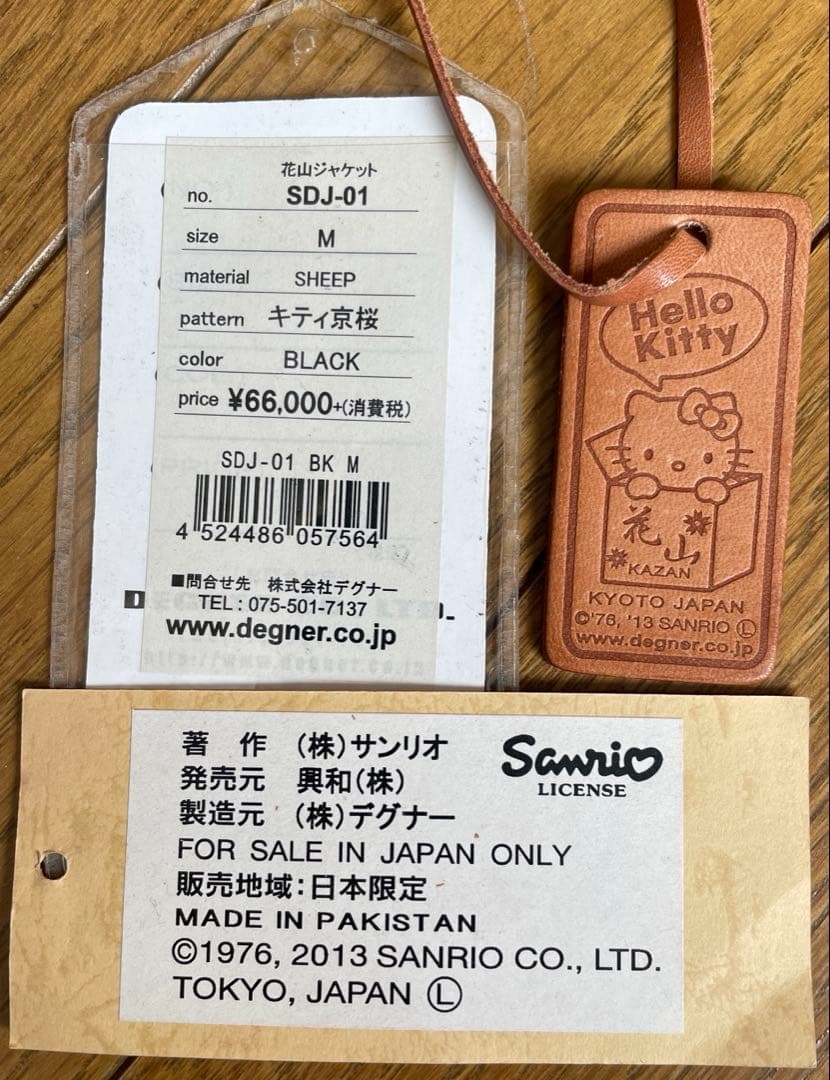 花山ジャケット
no. SDJ-01
size M
material SHEEP
pattern キティ京桜
color BLACK
price ¥66,000+(消費税)
SDJ-01 BK M
4 524486 057564
■問合せ先 株式会社デグナー
TEL : 075-501-7137
www.degner.co.jp
Hello
Kitty
花山
KAZAN
KYOTO JAPAN
©'76, '13 SANRIO Ⓛ
www.degner.co.jp
著 作 (株)サンリオ
発売元 興和(株)
製造元 (株)デグナー
FOR SALE IN JAPAN ONLY
販売地域:日本限定
MADE IN PAKISTAN
©1976, 2013 SANRIO CO., LTD.
TOKYO, JAPAN Ⓛ
Sanrio
LICENSE